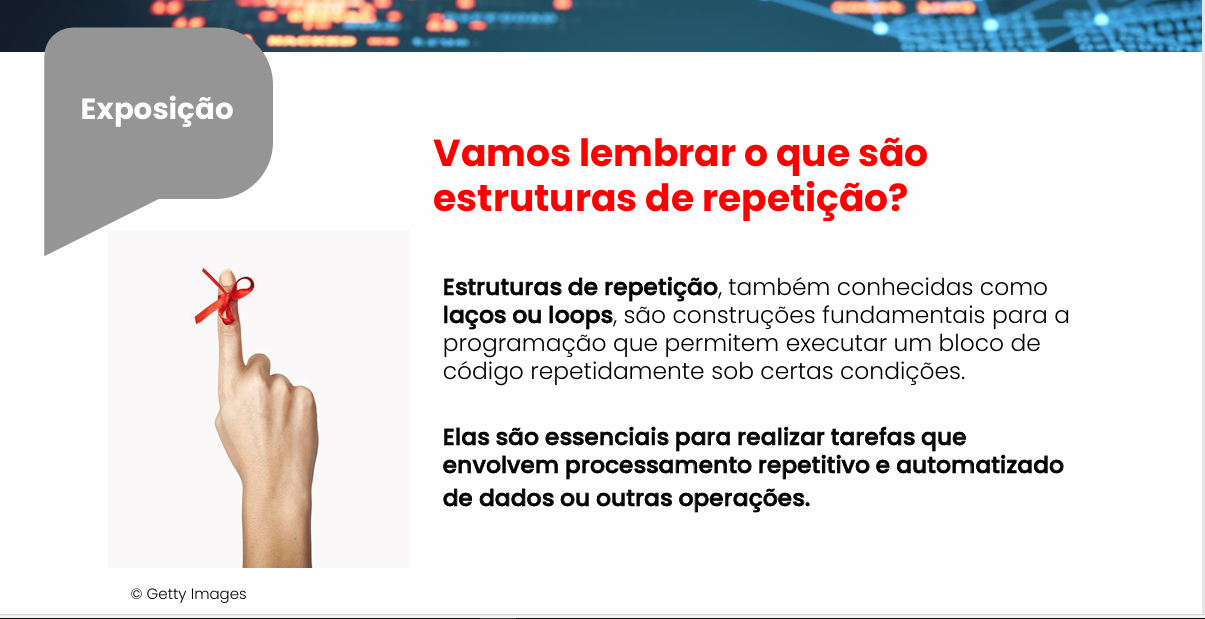 HACKED
true
Exposição
Vamos lembrar o que são
estruturas de repetição?
Estruturas de repetição, também conhecidas como
laços ou loops, são construções fundamentais para a
programação que permitem executar um bloco de
código repetidamente sob certas condições.
Elas são essenciais para realizar tarefas que
envolvem processamento repetitivo e automatizado
de dados ou outras operações.
© Getty Images